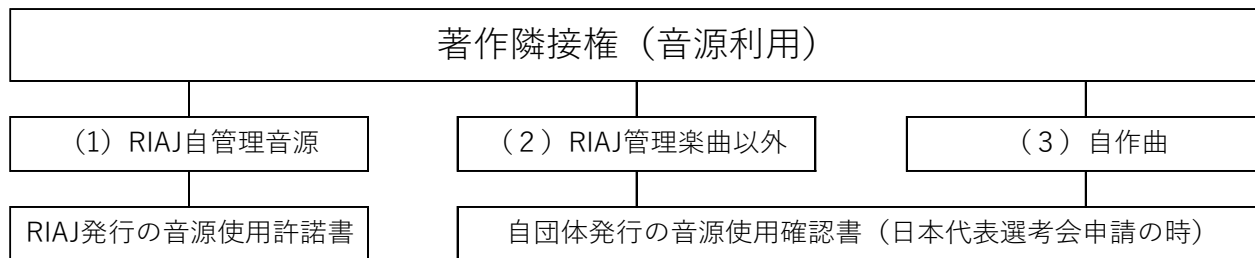 著作隣接権（音源利用）
（1）RIAJ自管理音源
（２）RIAJ管理楽曲以外
（３）自作曲
RIAJ発行の音源使用許諾書
自団体発行の音源使用確認書（日本代表選考会申請の時）